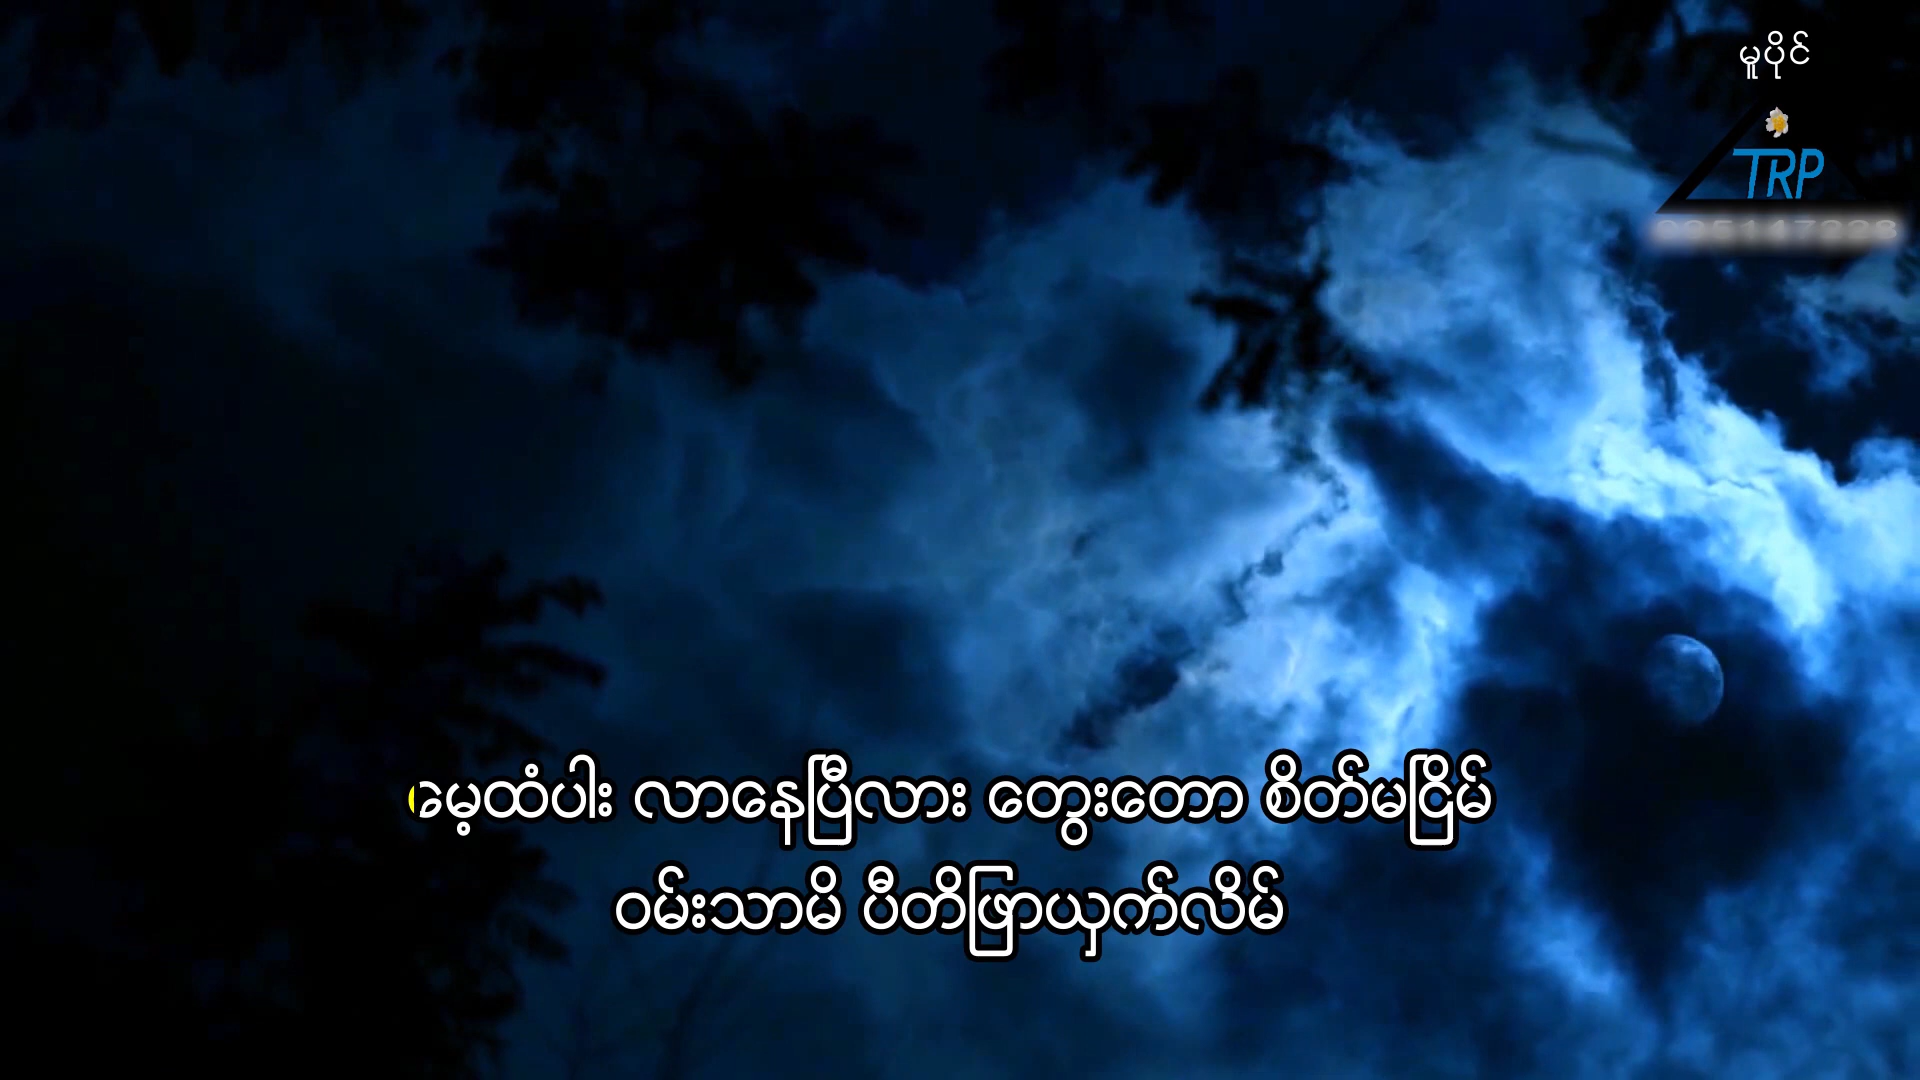 မူပိုင်
TRP
မေ့ထံပါး လာနေပြီလား တွေးတော စိတ်မငြိမ်
ဝမ်းသာမိ ပီတိဖြာယှက်လိမ်